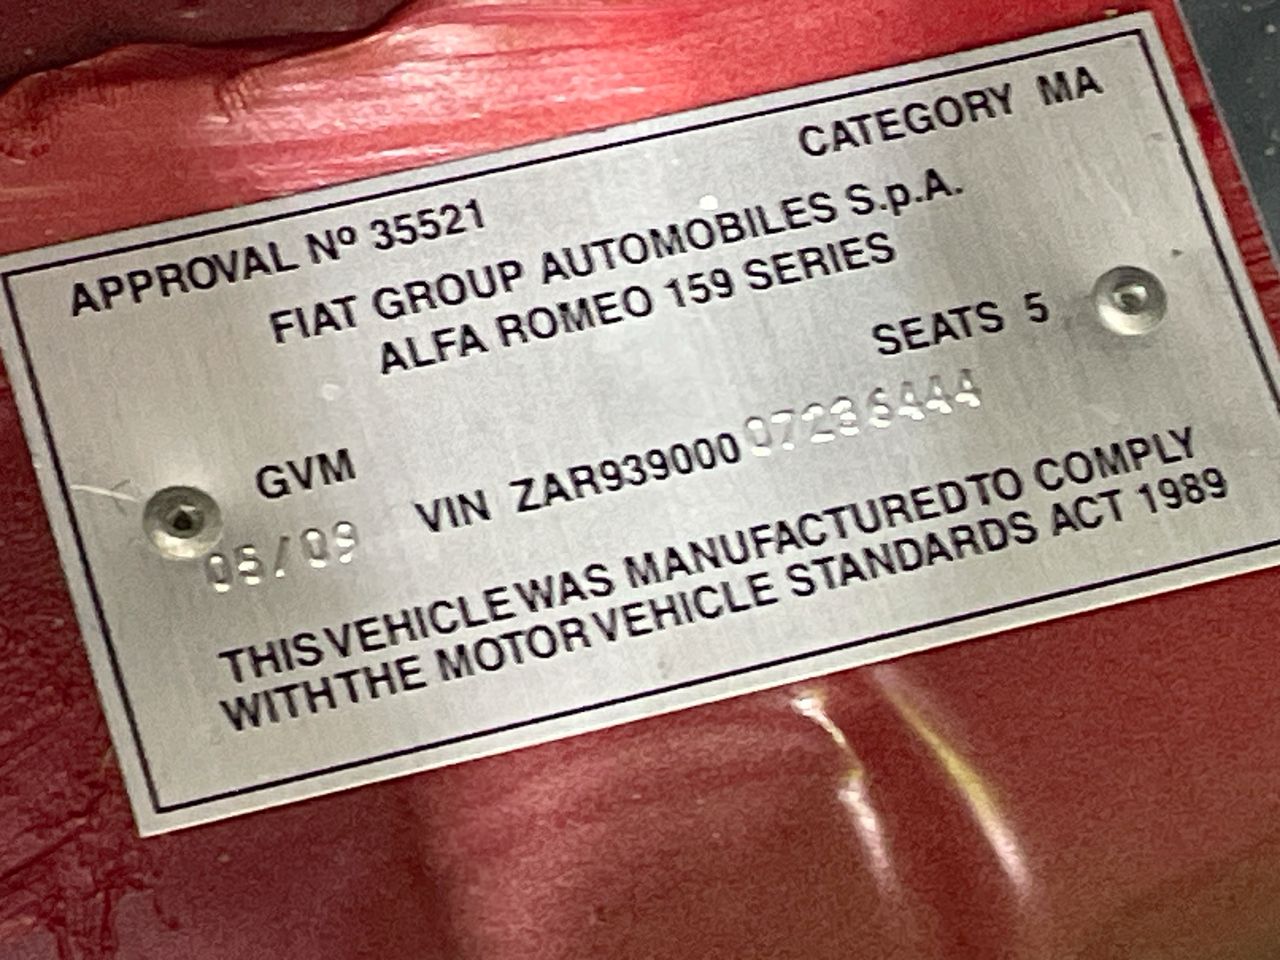 APPROVAL Nº 35521 CATEGORY MA
FIAT GROUP AUTOMOBILES S.p.A.
ALFA ROMEO 159 SERIES
SEATS 5
GVM VIN ZAR93900007236444
05/09
THIS VEHICLE WAS MANUFACTURED TO COMPLY
WITH THE MOTOR VEHICLE STANDARDS ACT 1989